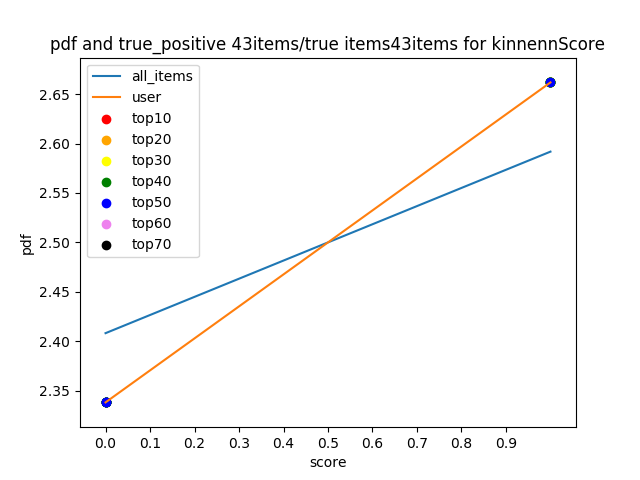 pdf and true_positive 43items/true items43items for kinnennScore
all_items
user
top10
top20
top30
top40
top50
top60
top70
2.65
2.60
2.55
2.50
2.45
2.40
2.35
pdf
0.0 0.1 0.2 0.3 0.4 0.5 0.6 0.7 0.8 0.9
score